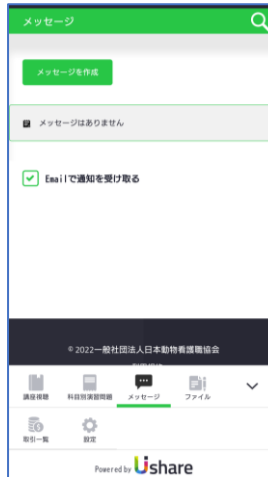 メッセージ
メッセージを作成
メッセージはありません
Emailで通知を受け取る
© 2022一般社団法人日本動物看護職協会
講座視聴
科目別演習問題
メッセージ
ファイル
取引一覧
設定
Powered by Ushare